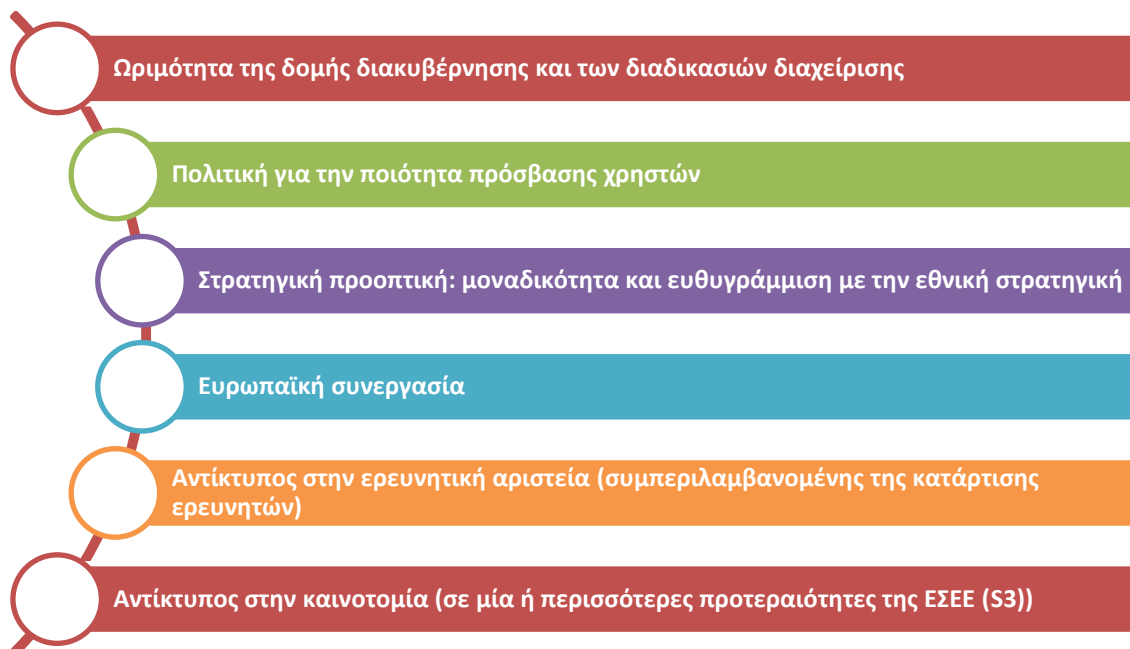 Ωριμότητα της δομής διακυβέρνησης και των διαδικασιών διαχείρισης
Πολιτική για την ποιότητα πρόσβασης χρηστών
Στρατηγική προοπτική: μοναδικότητα και ευθυγράμμιση με την εθνική στρατηγική
Ευρωπαϊκή συνεργασία
Αντίκτυπος στην ερευνητική αριστεία (συμπεριλαμβανομένης της κατάρτισης
ερευνητών)
Αντίκτυπος στην καινοτομία (σε μία ή περισσότερες προτεραιότητες της ΕΣΕΕ (S3))